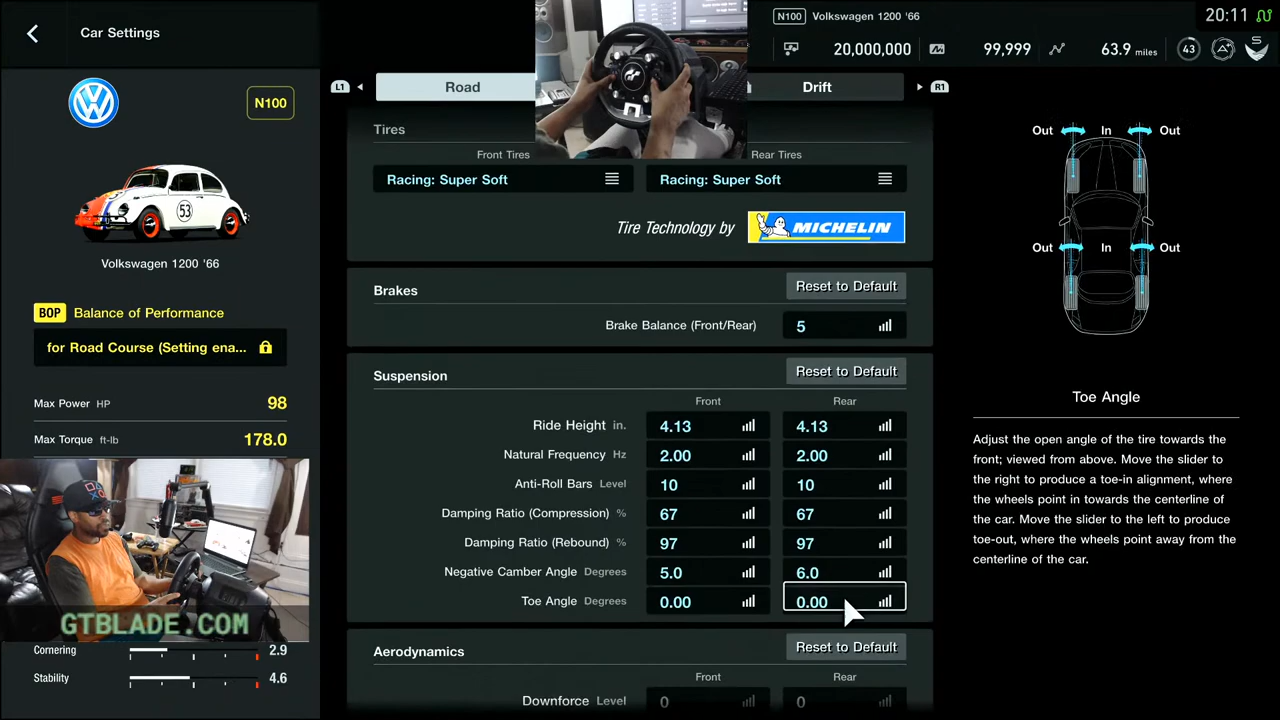 Car Settings
N100 Volkswagen 1200 '66
20:11
20,000,000
99,999
63.9 miles
43
S
L1
Road
Drift
R1
N100
53
Volkswagen 1200 '66
BOP Balance of Performance
for Road Course (Setting ena...
Max Power HP 98
Max Torque ft-lb 178.0
GTBLADE.COM
Cornering 2.9
Stability 4.6
Tires
Front Tires Rear Tires
Racing: Super Soft Racing: Super Soft
Tire Technology by MICHELIN
Brakes Reset to Default
Brake Balance (Front/Rear) 5
Suspension Reset to Default
Front Rear
Ride Height in. 4.13 4.13
Natural Frequency Hz 2.00 2.00
Anti-Roll Bars Level 10 10
Damping Ratio (Compression) % 67 67
Damping Ratio (Rebound) % 97 97
Negative Camber Angle Degrees 5.0 6.0
Toe Angle Degrees 0.00 0.00
Aerodynamics Reset to Default
Front Rear
Downforce Level 0 0
Out In Out
Out In Out
Toe Angle
Adjust the open angle of the tire towards the
front; viewed from above. Move the slider to
the right to produce a toe-in alignment, where
the wheels point in towards the centerline of
the car. Move the slider to the left to produce
toe-out, where the wheels point away from the
centerline of the car.